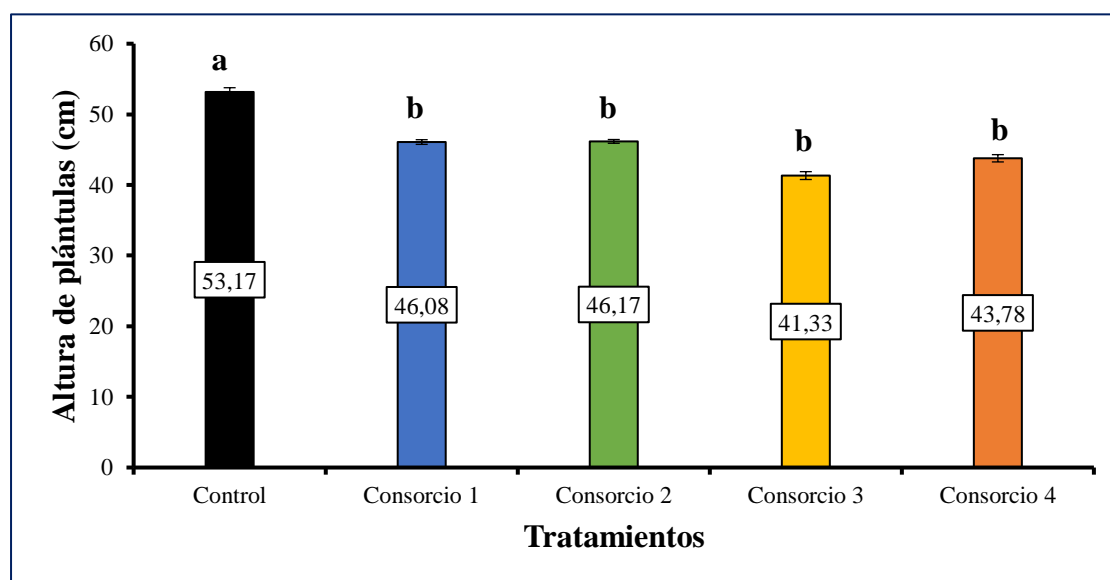 Altura de plántulas (cm)
60
50
40
30
20
10
0
a
b
b
b
b
53,17
46,08
46,17
41,33
43,78
Control
Consorcio 1
Consorcio 2
Consorcio 3
Consorcio 4
Tratamientos